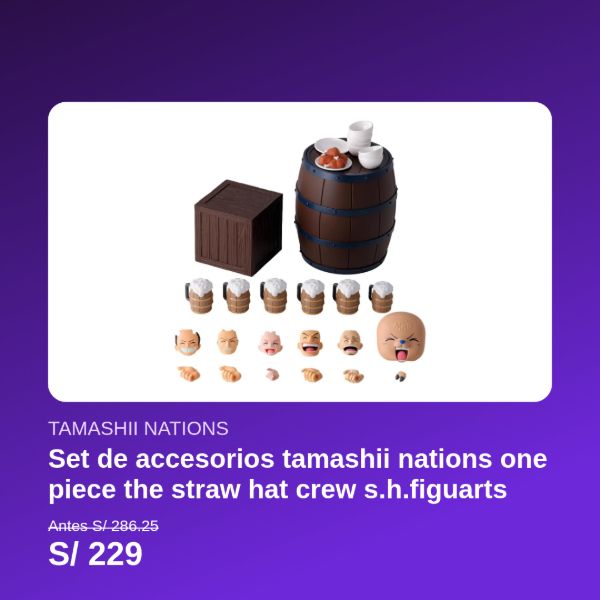 TAMASHII NATIONS
Set de accesorios tamashii nations one
piece the straw hat crew s.h.figuarts
Antes S/ 286.25
S/ 229